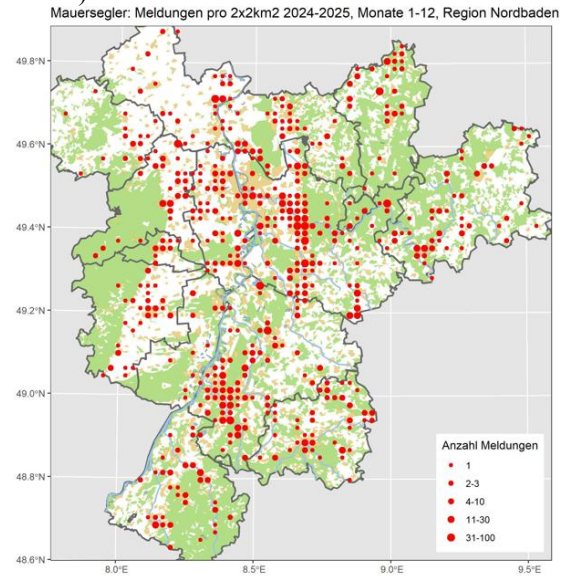 Mauersegler: Meldungen pro 2x2km2 2024-2025, Monate 1-12, Region Nordbaden
49.8°N
49.6°N
49.4°N
49.2°N
49.0°N
48.8°N
48.6°N
Anzahl Meldungen
1
2-3
4-10
11-30
31-100
8.0°E
8.5°E
9.0°E
9.5°E